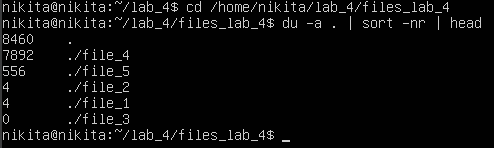 nikita@nikita:~/lab_4$ cd /home/nikita/lab_4/files_lab_4
nikita@nikita:~/lab_4/files_lab_4$ du -a . | sort -nr | head
8460    .
7892    ./file_4
556     ./file_5
4       ./file_2
4       ./file_1
0       ./file_3
nikita@nikita:~/lab_4/files_lab_4$ _